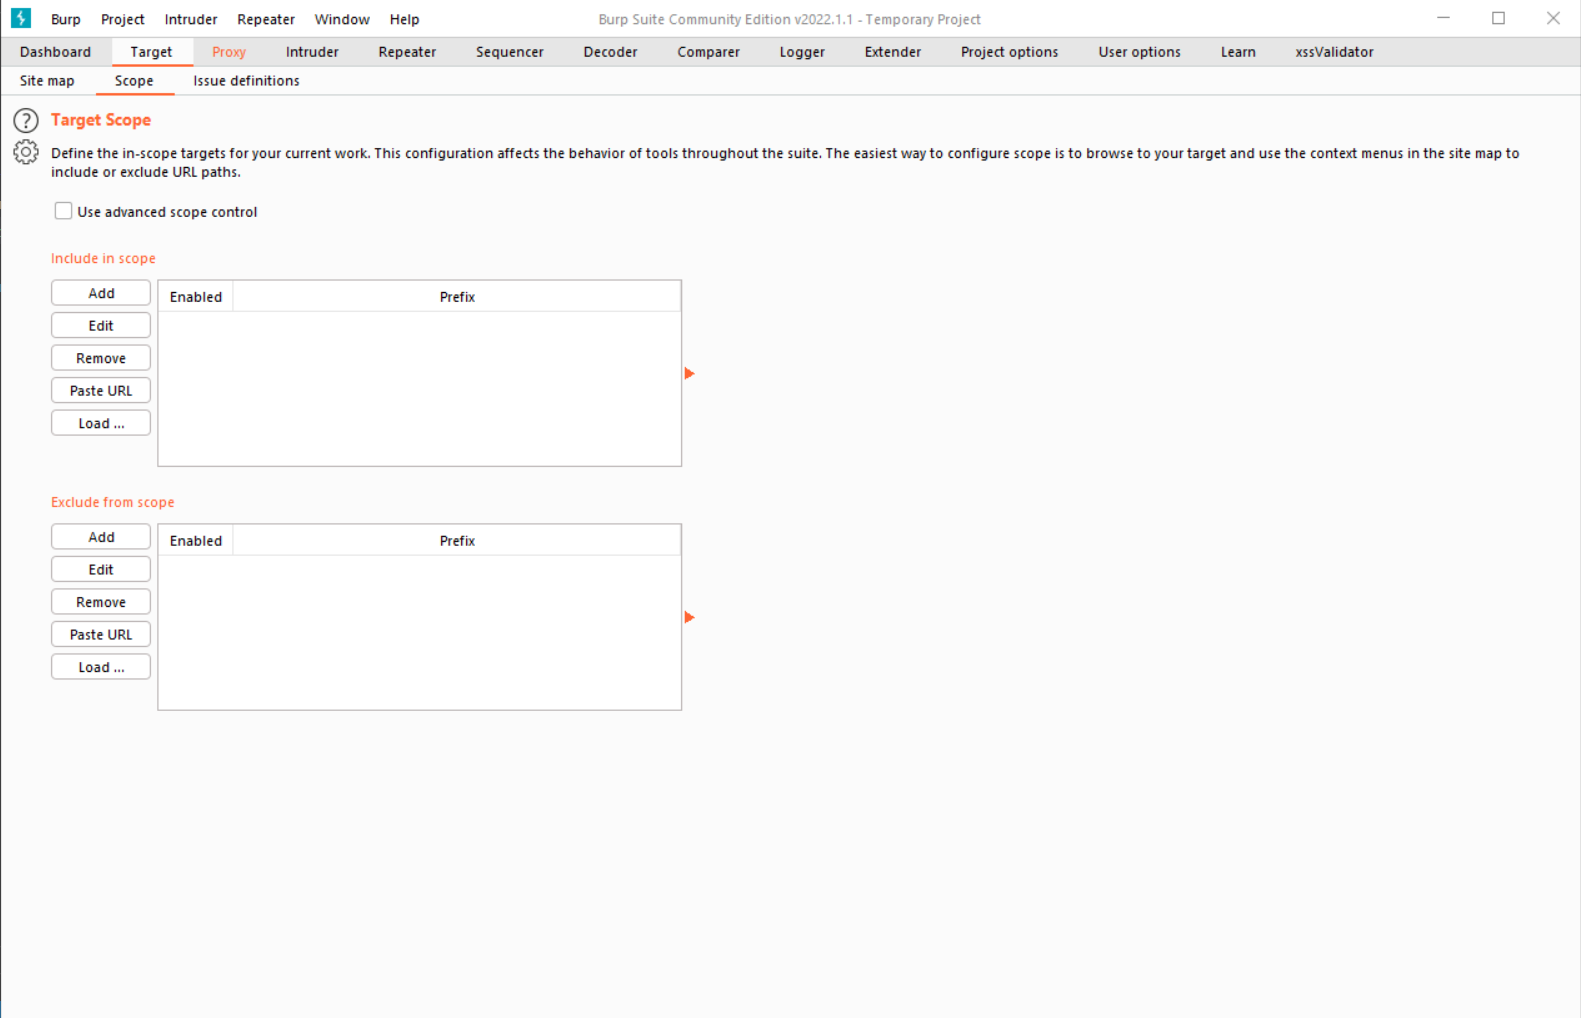 Burp Project Intruder Repeater Window Help Burp Suite Community Edition v2022.1.1 - Temporary Project
Dashboard Target Proxy Intruder Repeater Sequencer Decoder Comparer Logger Extender Project options User options Learn xssValidator
Site map Scope Issue definitions
? Target Scope
Define the in-scope targets for your current work. This configuration affects the behavior of tools throughout the suite. The easiest way to configure scope is to browse to your target and use the context menus in the site map to
include or exclude URL paths.
Use advanced scope control
Include in scope
Add Enabled Prefix
Edit
Remove
Paste URL
Load ...
Exclude from scope
Add Enabled Prefix
Edit
Remove
Paste URL
Load ...